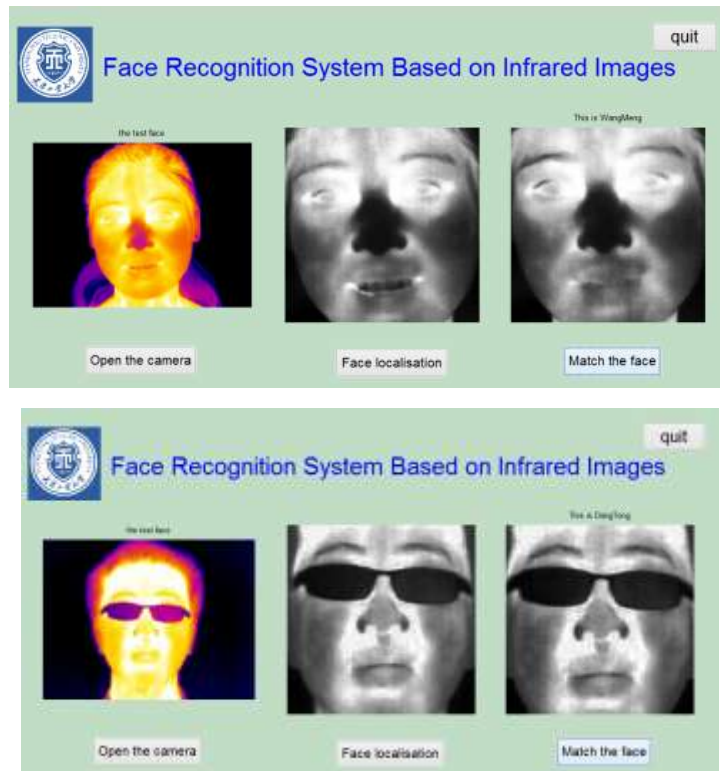 quit
Face Recognition System Based on Infrared Images
This is WangMeng
the test face
Open the camera
Face localisation
Match the face
quit
Face Recognition System Based on Infrared Images
This is DangTong
the test face
Open the camera
Face localisation
Match the face